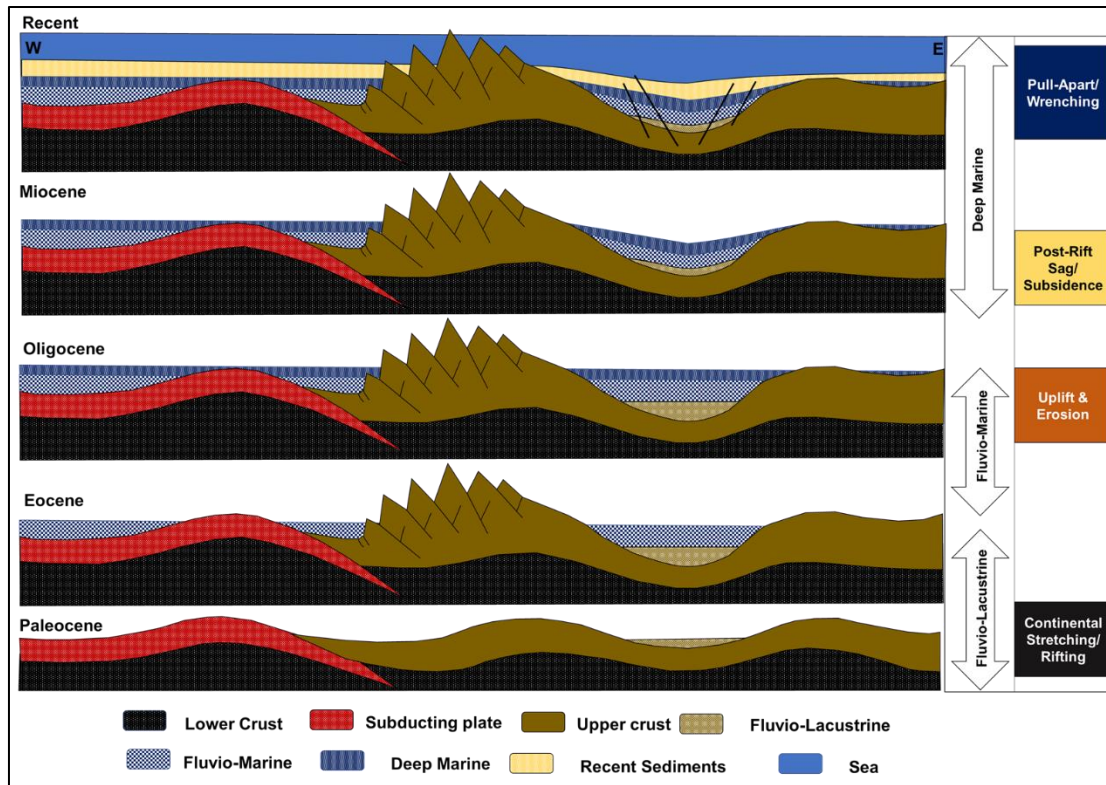 Recent
W
E
Pull-Apart/
Wrenching
Deep Marine
Miocene
Post-Rift
Sag/
Subsidence
Oligocene
Uplift &
Erosion
Fluvio-Marine
Eocene
Fluvio-Lacustrine
Paleocene
Continental
Stretching/
Rifting
Lower Crust
Subducting plate
Upper crust
Fluvio-Lacustrine
Fluvio-Marine
Deep Marine
Recent Sediments
Sea